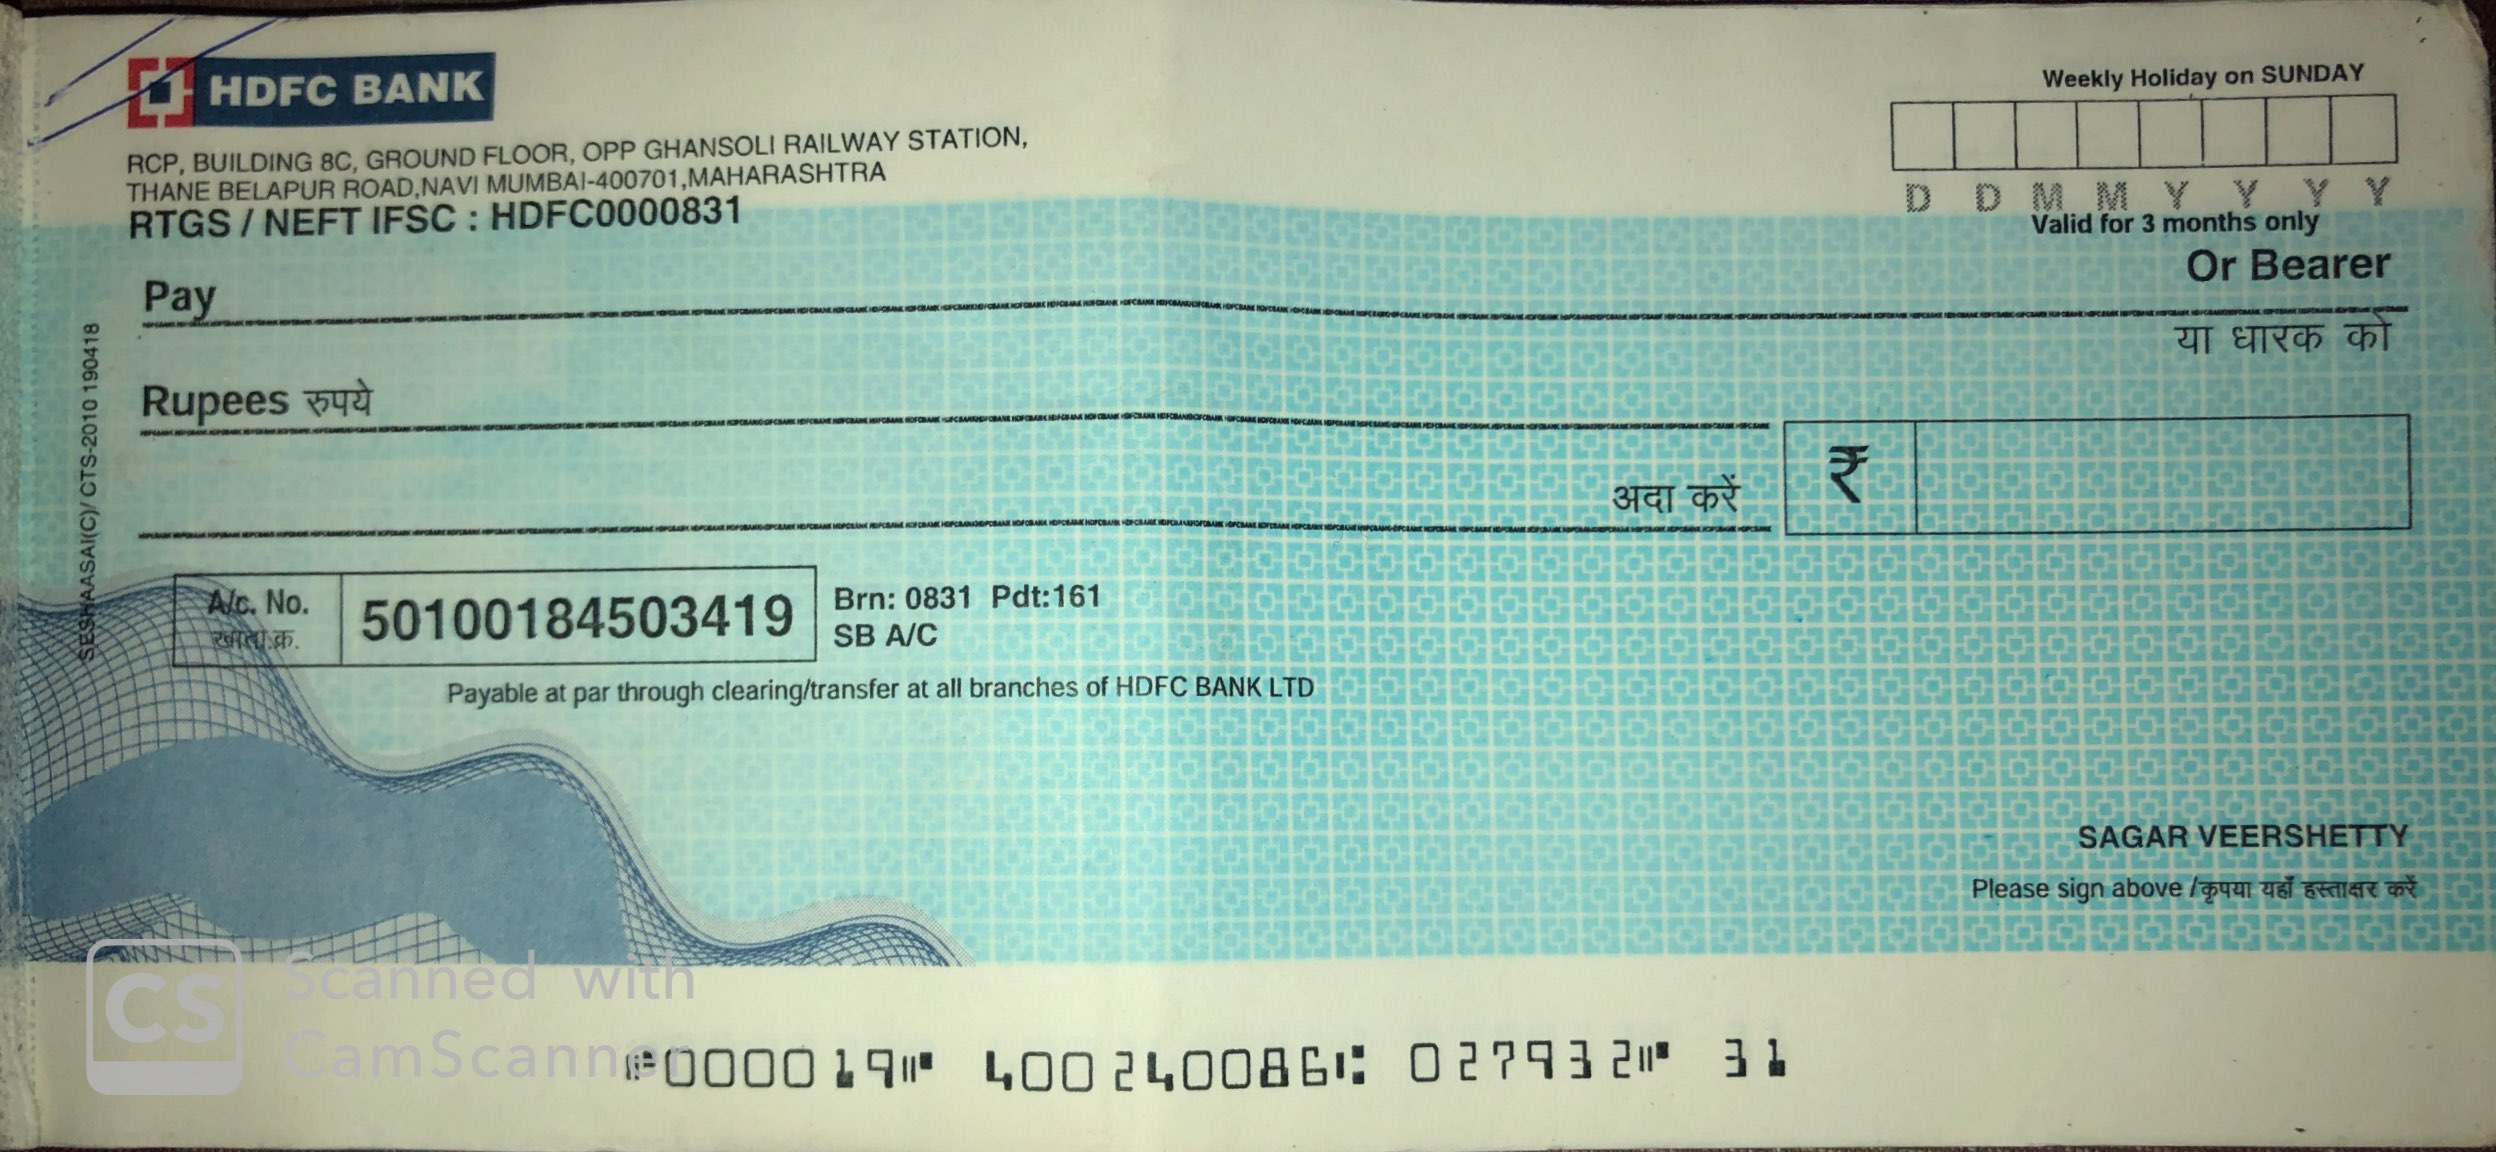 HDFC BANK
Weekly Holiday on SUNDAY
RCP, BUILDING 8C, GROUND FLOOR, OPP GHANSOLI RAILWAY STATION,
THANE BELAPUR ROAD,NAVI MUMBAI-400701,MAHARASHTRA
RTGS / NEFT IFSC : HDFC0000831
D D M M Y Y Y Y
Valid for 3 months only
Pay
Or Bearer
या धारक को
Rupees रुपये
अदा करें
₹
SESHAASAI(C)/ CTS-2010 190418
A/c. No.
खाता.क्र.
50100184503419
Brn: 0831 Pdt:161
SB A/C
Payable at par through clearing/transfer at all branches of HDFC BANK LTD
SAGAR VEERSHETTY
Please sign above /कृपया यहाँ हस्ताक्षर करें
CS Scanned with
CamScanner
⑈000019⑈ 400240086⑆ 027932⑈ 31